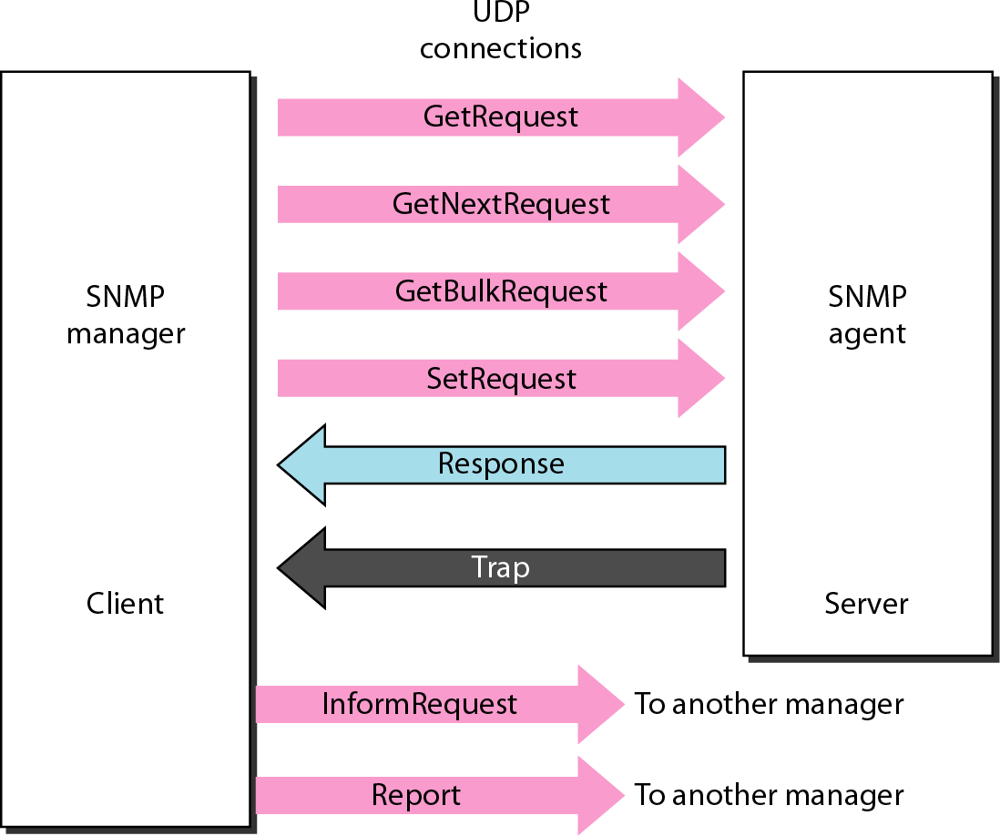 UDP
connections
GetRequest
GetNextRequest
GetBulkRequest
SNMP
manager
SNMP
agent
SetRequest
Response
Trap
Client
Server
InformRequest
To another manager
Report
To another manager